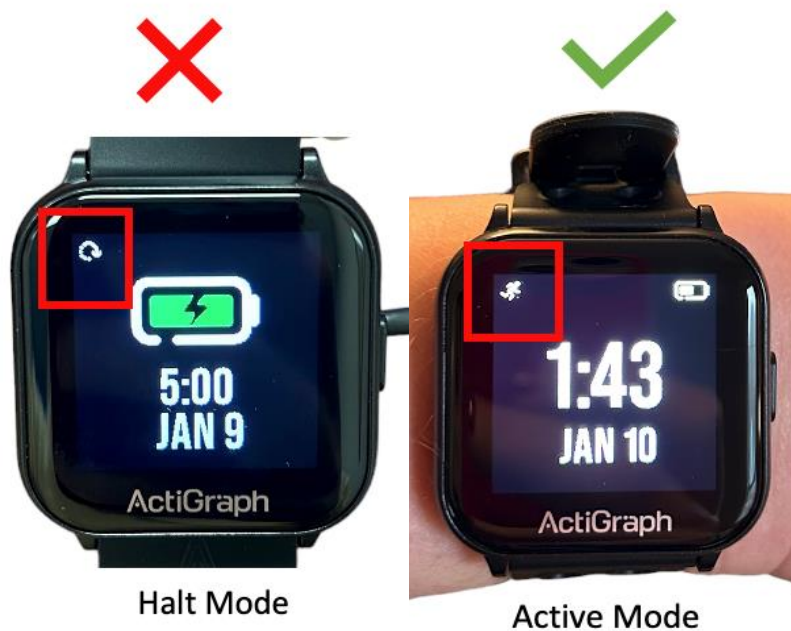 5:00
JAN 9
ActiGraph
Halt Mode
1:43
JAN 10
ActiGraph
Active Mode